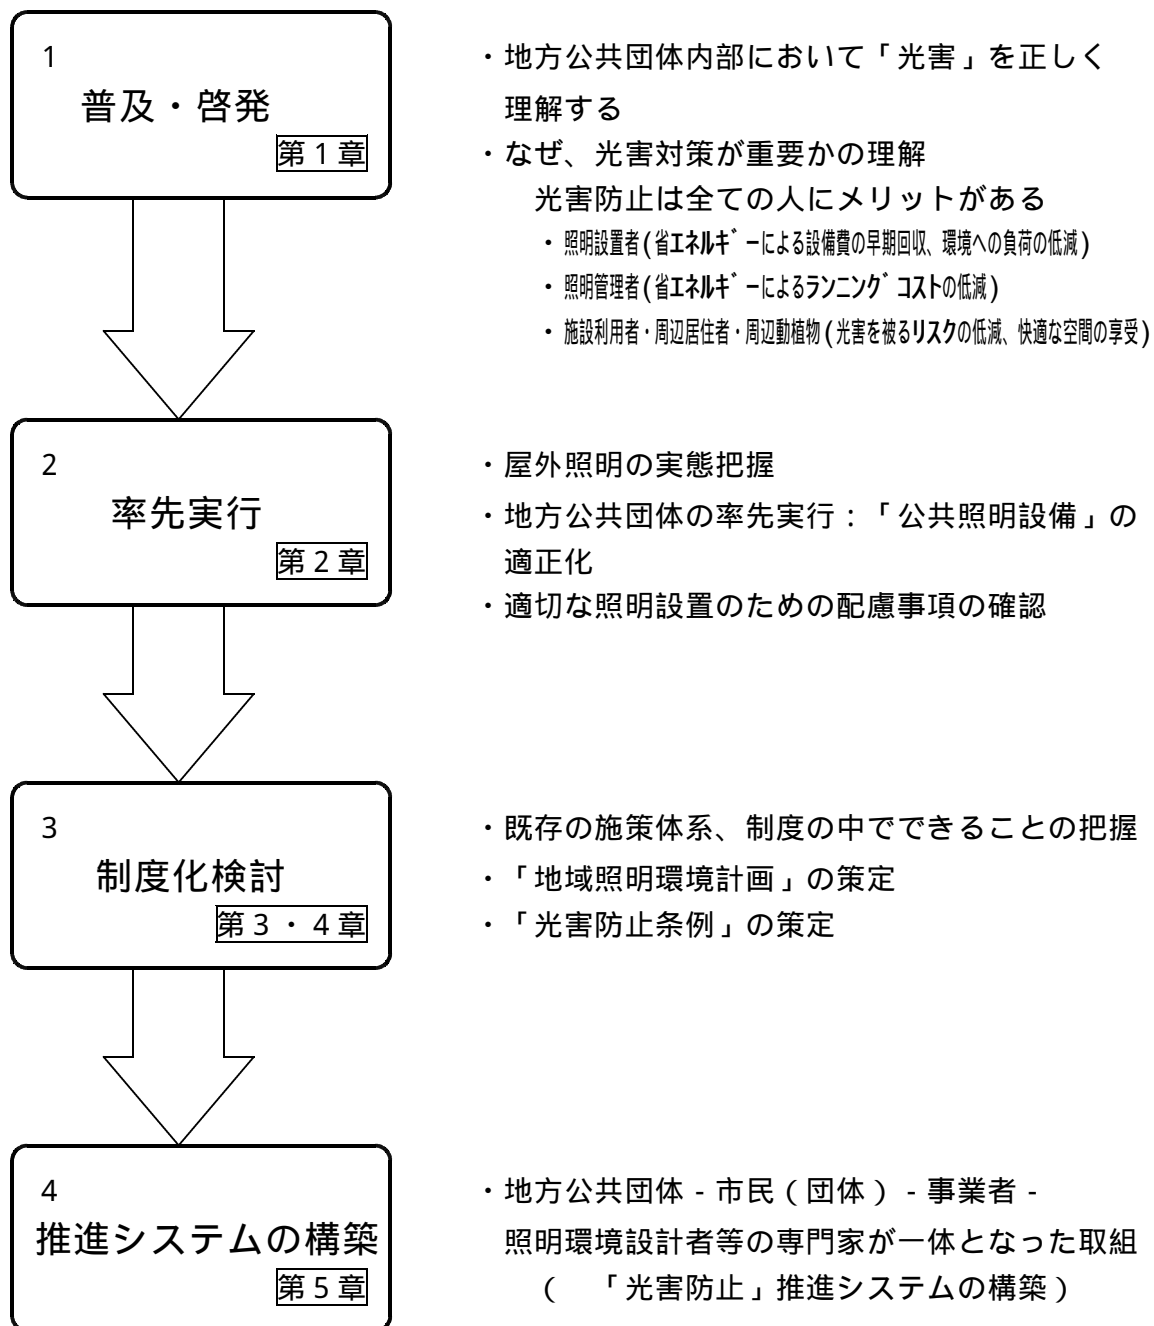 1
普及・啓発
第１章
・地方公共団体内部において「光害」を正しく
理解する
・なぜ、光害対策が重要かの理解
光害防止は全ての人にメリットがある
・照明設置者(省エネルギーによる設備費の早期回収、環境への負荷の低減)
・照明管理者(省エネルギーによるランニングコストの低減)
・施設利用者・周辺居住者・周辺動植物(光害を被るリスクの低減、快適な空間の享受)
2
率先実行
第２章
・屋外照明の実態把握
・地方公共団体の率先実行：「公共照明設備」の
適正化
・適切な照明設置のための配慮事項の確認
3
制度化検討
第３・４章
・既存の施策体系、制度の中でできることの把握
・「地域照明環境計画」の策定
・「光害防止条例」の策定
4
推進システムの構築
第５章
・地方公共団体 - 市民（団体） - 事業者 -
照明環境設計者等の専門家が一体となった取組
（　「光害防止」推進システムの構築）